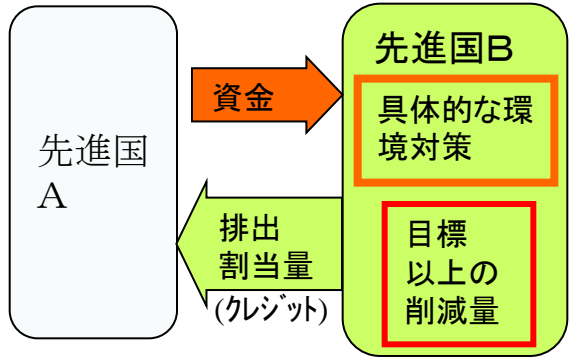 先進国
A
資金
排出
割当量
(ｸﾚｼﾞｯﾄ)
先進国Ｂ
具体的な環
境対策
目標
以上の
削減量